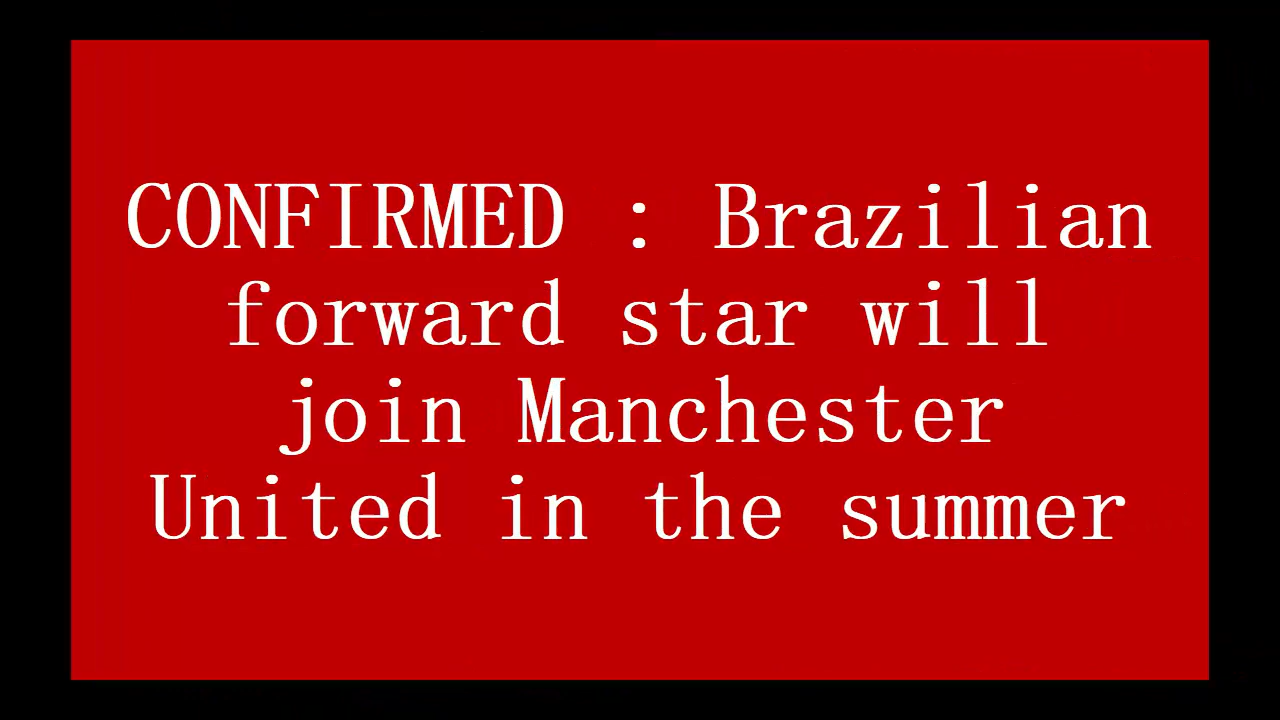 CONFIRMED : Brazilian
forward star will
join Manchester
United in the summer